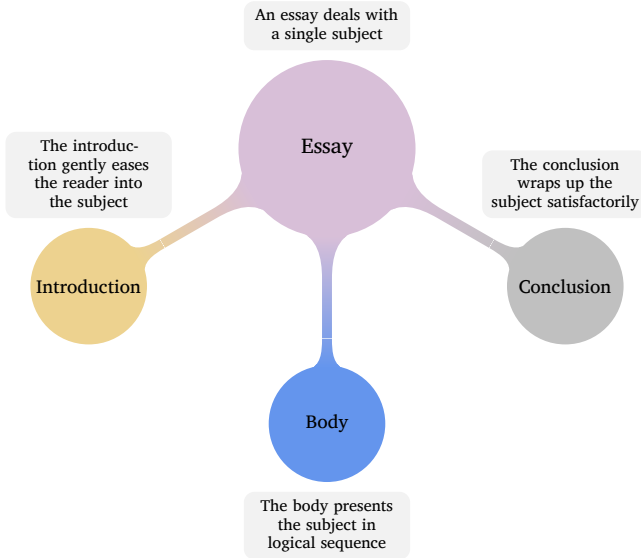 An essay deals with
a single subject
Essay
The introduc-
tion gently eases
the reader into
the subject
The conclusion
wraps up the
subject satisfactorily
Introduction
Conclusion
Body
The body presents
the subject in
logical sequence